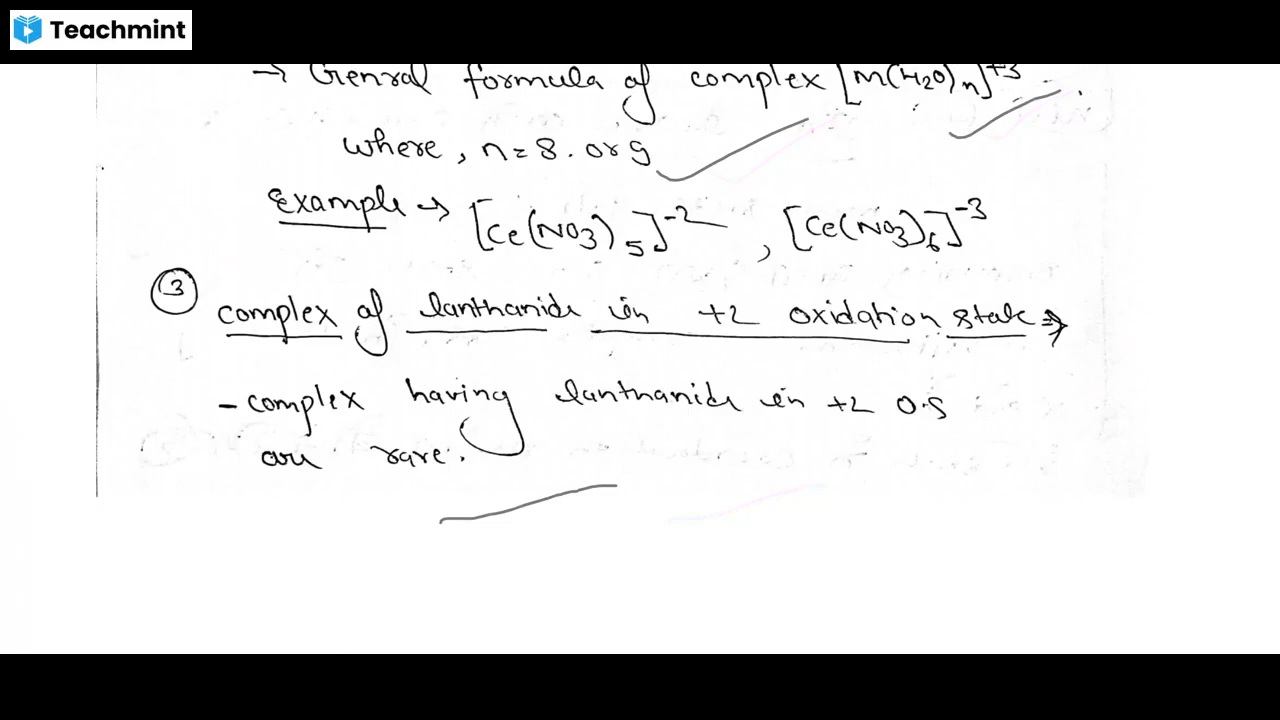 Teachmint
→ Genral formula of complex [M(H2O)n]+3.
where, n = 8. or 9
Example → [Ce(NO3)5]-2, [Ce(NO3)6]-3
③
complex of lanthanide in +2 oxidation state ⇒
- complex having lanthanide in +2 O.S
are rare.